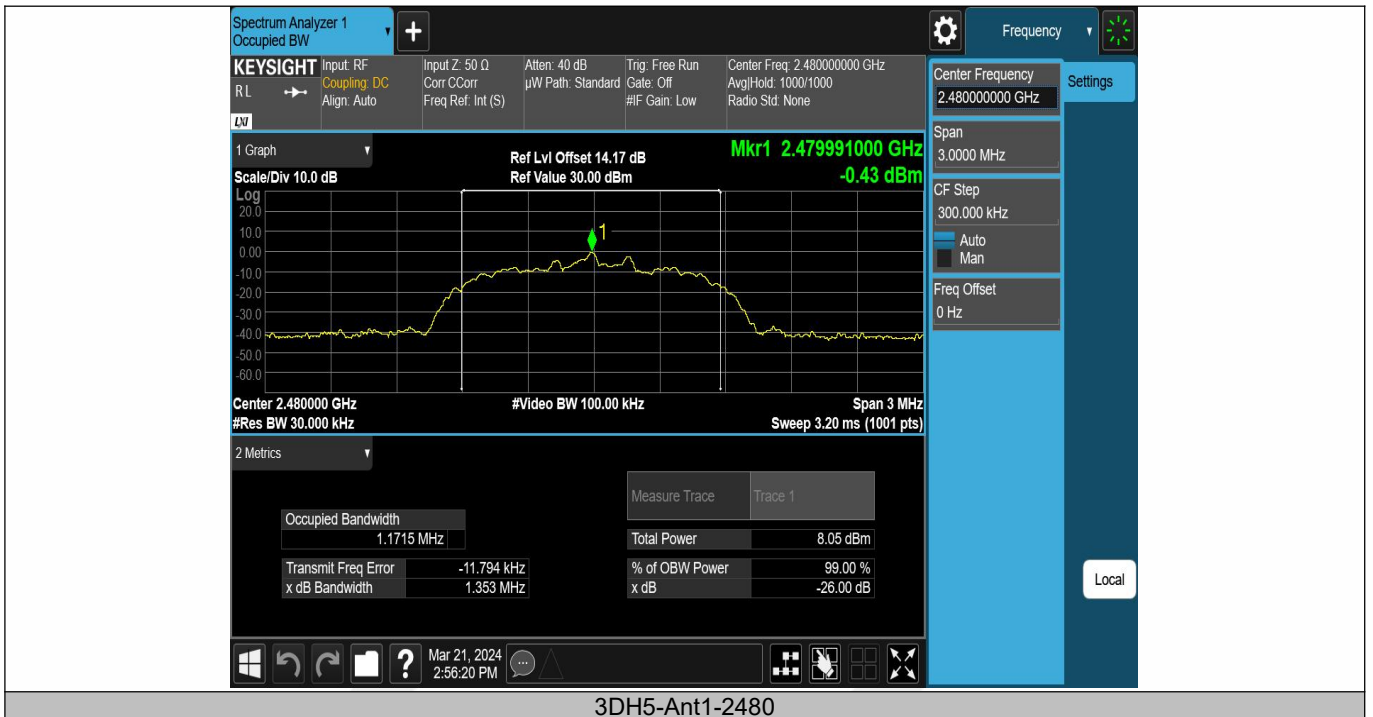 Spectrum Analyzer 1
Occupied BW
Frequency
KEYSIGHT
RL
LXI
Input: RF
Coupling: DC
Align: Auto
Input Z: 50 Ω
Corr CCorr
Freq Ref: Int (S)
Atten: 40 dB
µW Path: Standard
Trig: Free Run
Gate: Off
#IF Gain: Low
Center Freq: 2.480000000 GHz
Avg|Hold: 1000/1000
Radio Std: None
Center Frequency
2.480000000 GHz
Settings
Span
3.0000 MHz
CF Step
300.000 kHz
Auto
Man
Freq Offset
0 Hz
Local
1 Graph
Scale/Div 10.0 dB
Ref Lvl Offset 14.17 dB
Ref Value 30.00 dBm
Mkr1 2.479991000 GHz
-0.43 dBm
Log
20.0
10.0
0.00
-10.0
-20.0
-30.0
-40.0
-50.0
-60.0
1
Center 2.480000 GHz
#Video BW 100.00 kHz
Span 3 MHz
#Res BW 30.000 kHz
Sweep 3.20 ms (1001 pts)
2 Metrics
Measure Trace Trace 1
Occupied Bandwidth
1.1715 MHz
Total Power 8.05 dBm
Transmit Freq Error -11.794 kHz
% of OBW Power 99.00 %
x dB Bandwidth 1.353 MHz
x dB -26.00 dB
?
Mar 21, 2024
2:56:20 PM
3DH5-Ant1-2480